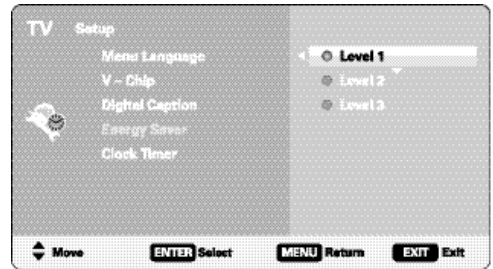 TV Setup
Menu Language
V – Chip
Digital Caption
Energy Saver
Clock Timer
Level 1
Level 2
Level 3
Move ENTER Select MENU Return EXIT Exit